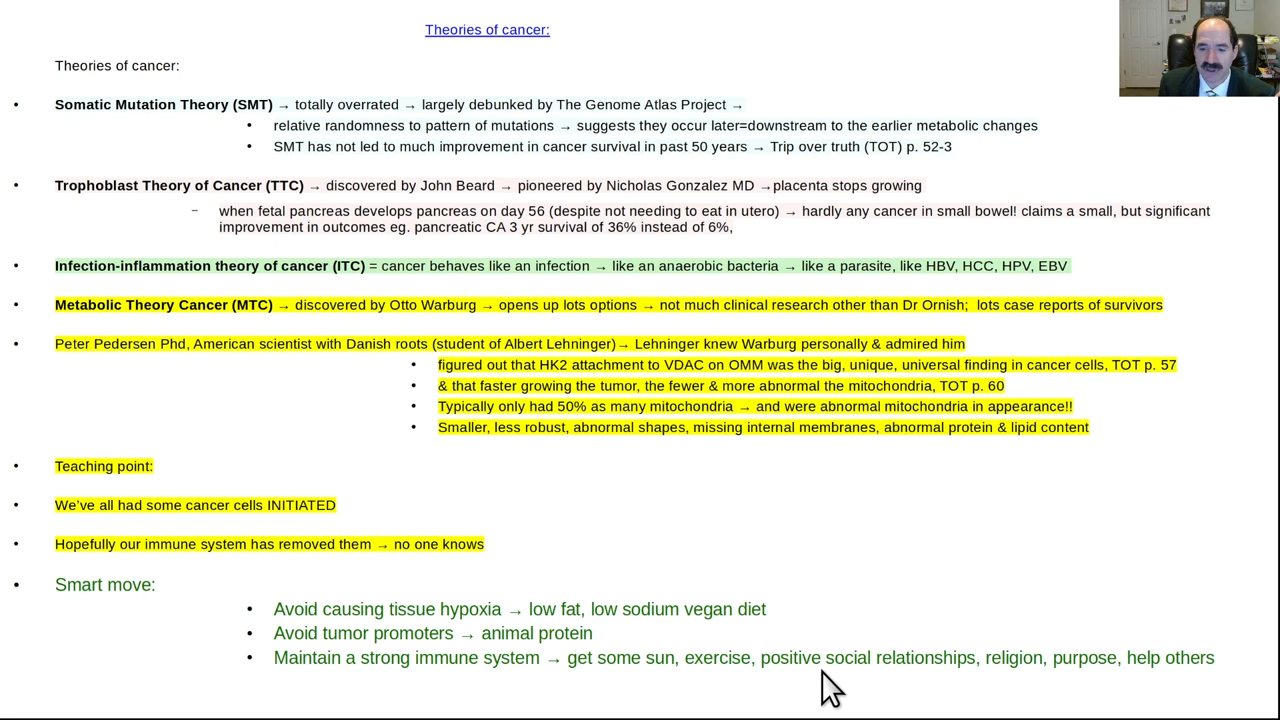 Theories of cancer:
Theories of cancer:
• Somatic Mutation Theory (SMT) → totally overrated → largely debunked by The Genome Atlas Project →
• relative randomness to pattern of mutations → suggests they occur later=downstream to the earlier metabolic changes
• SMT has not led to much improvement in cancer survival in past 50 years → Trip over truth (TOT) p. 52-3
• Trophoblast Theory of Cancer (TTC) → discovered by John Beard → pioneered by Nicholas Gonzalez MD →placenta stops growing
– when fetal pancreas develops pancreas on day 56 (despite not needing to eat in utero) → hardly any cancer in small bowel! claims a small, but significant
improvement in outcomes eg. pancreatic CA 3 yr survival of 36% instead of 6%,
• Infection-inflammation theory of cancer (ITC) = cancer behaves like an infection → like an anaerobic bacteria → like a parasite, like HBV, HCC, HPV, EBV
• Metabolic Theory Cancer (MTC) → discovered by Otto Warburg → opens up lots options → not much clinical research other than Dr Ornish; lots case reports of survivors
• Peter Pedersen Phd, American scientist with Danish roots (student of Albert Lehninger)→ Lehninger knew Warburg personally & admired him
• figured out that HK2 attachment to VDAC on OMM was the big, unique, universal finding in cancer cells, TOT p. 57
• & that faster growing the tumor, the fewer & more abnormal the mitochondria, TOT p. 60
• Typically only had 50% as many mitochondria → and were abnormal mitochondria in appearance!!
• Smaller, less robust, abnormal shapes, missing internal membranes, abnormal protein & lipid content
• Teaching point:
• We've all had some cancer cells INITIATED
• Hopefully our immune system has removed them → no one knows
• Smart move:
• Avoid causing tissue hypoxia → low fat, low sodium vegan diet
• Avoid tumor promoters → animal protein
• Maintain a strong immune system → get some sun, exercise, positive social relationships, religion, purpose, help others